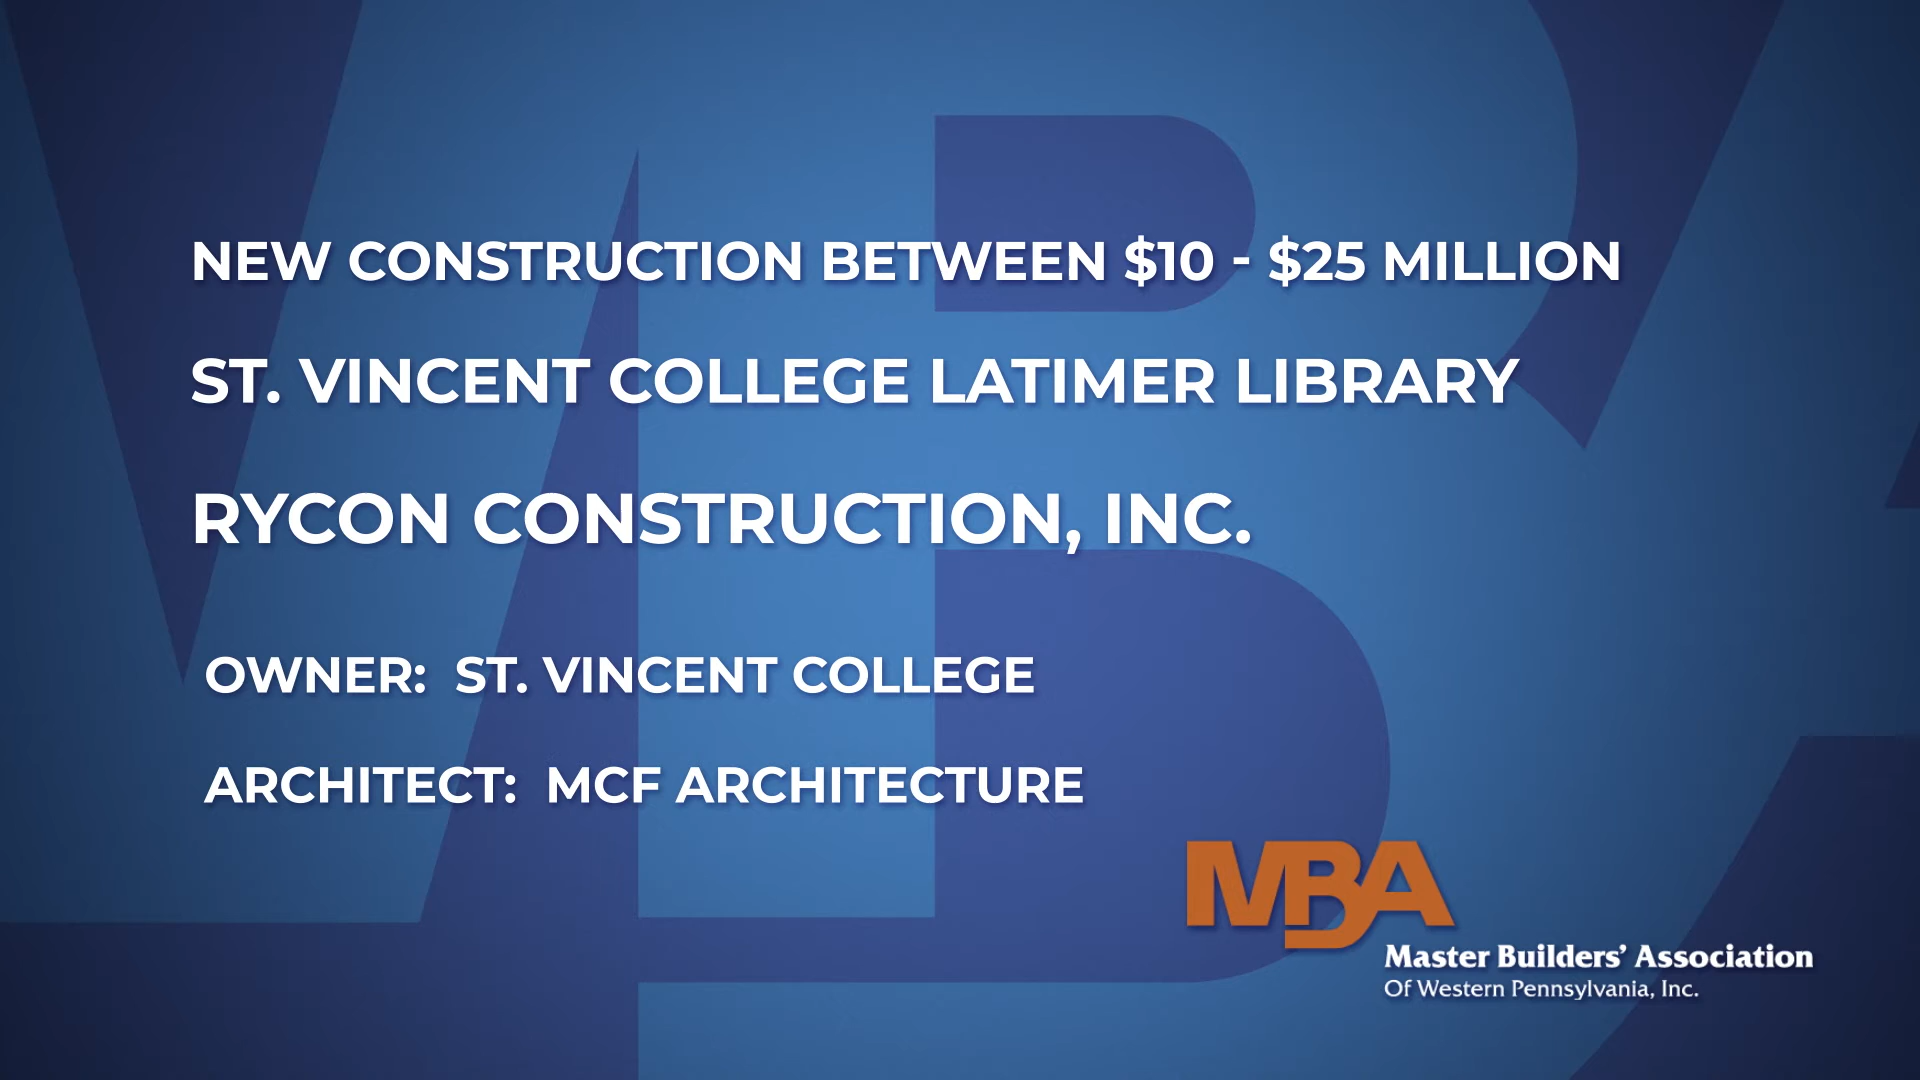 NEW CONSTRUCTION BETWEEN $10 - $25 MILLION
ST. VINCENT COLLEGE LATIMER LIBRARY
RYCON CONSTRUCTION, INC.
OWNER: ST. VINCENT COLLEGE
ARCHITECT: MCF ARCHITECTURE
MBA
Master Builders’ Association
Of Western Pennsylvania, Inc.